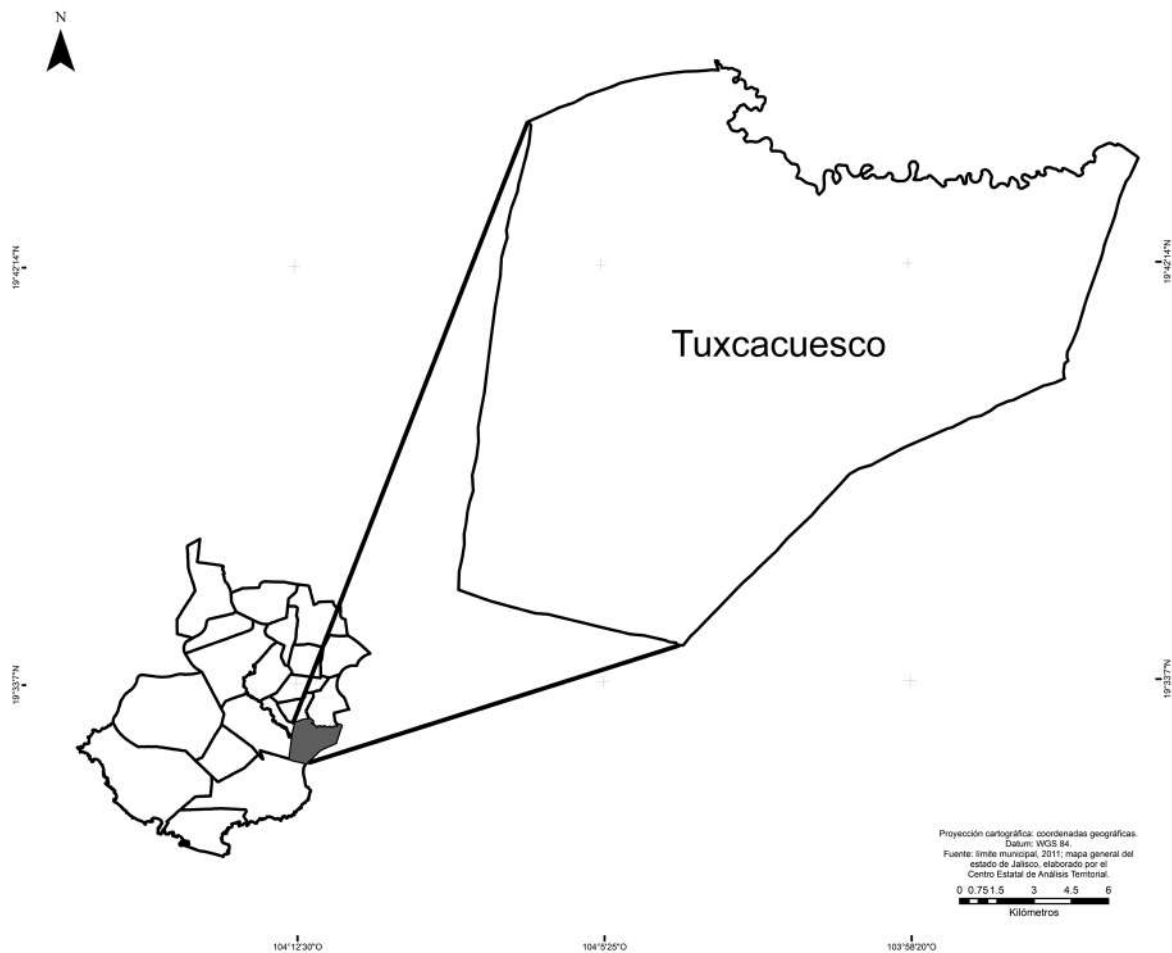 N
19°42'14"N
19°42'14"N
Tuxcacuesco
19°33'7"N
19°33'7"N
Proyección cartográfica: coordenadas geográficas.
Datum: WGS 84.
Fuente: límite municipal, 2011; mapa general del
estado de Jalisco, elaborado por el
Centro Estatal de Análisis Territorial.
0 0.75 1.5 3 4.5 6
Kilómetros
104°12'30"O
104°5'25"O
103°58'20"O